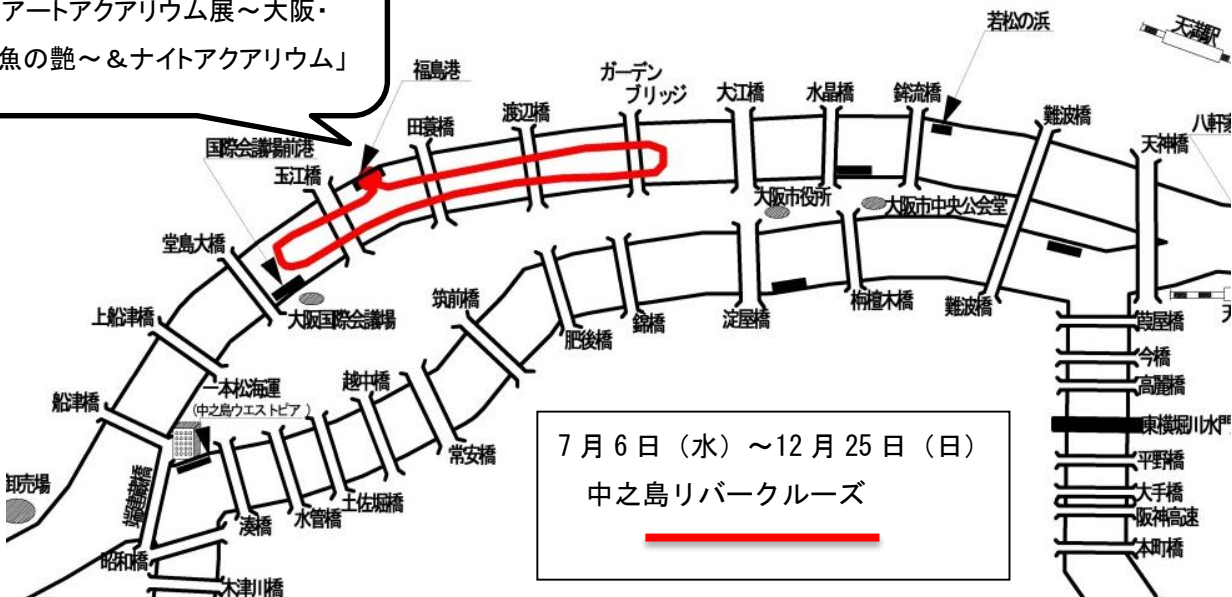 アートアクアリウム展~大阪・
魚の艶~&ナイトアクアリウム」
若松の浜
天満駅
福島港
ガーデン
ブリッジ
大江橋
水晶橋
鉾流橋
難波橋
渡辺橋
田蓑橋
八軒家
天神橋
国際会議場前港
玉江橋
大阪市役所
大阪市中央公会堂
堂島大橋
上船津橋
大阪国際会議場
筑前橋
肥後橋
錦橋
淀屋橋
栴檀木橋
難波橋
天
葭屋橋
今橋
高麗橋
東横堀川水門
平野橋
大手橋
阪神高速
本町橋
船津橋
一本松海運
(中之島ウエストピア)
越中橋
常安橋
土佐堀橋
水管橋
湊橋
端建蔵橋
卸売場
昭和橋
木津川橋
7月6日(水)~12月25日(日)
中之島リバークルーズ